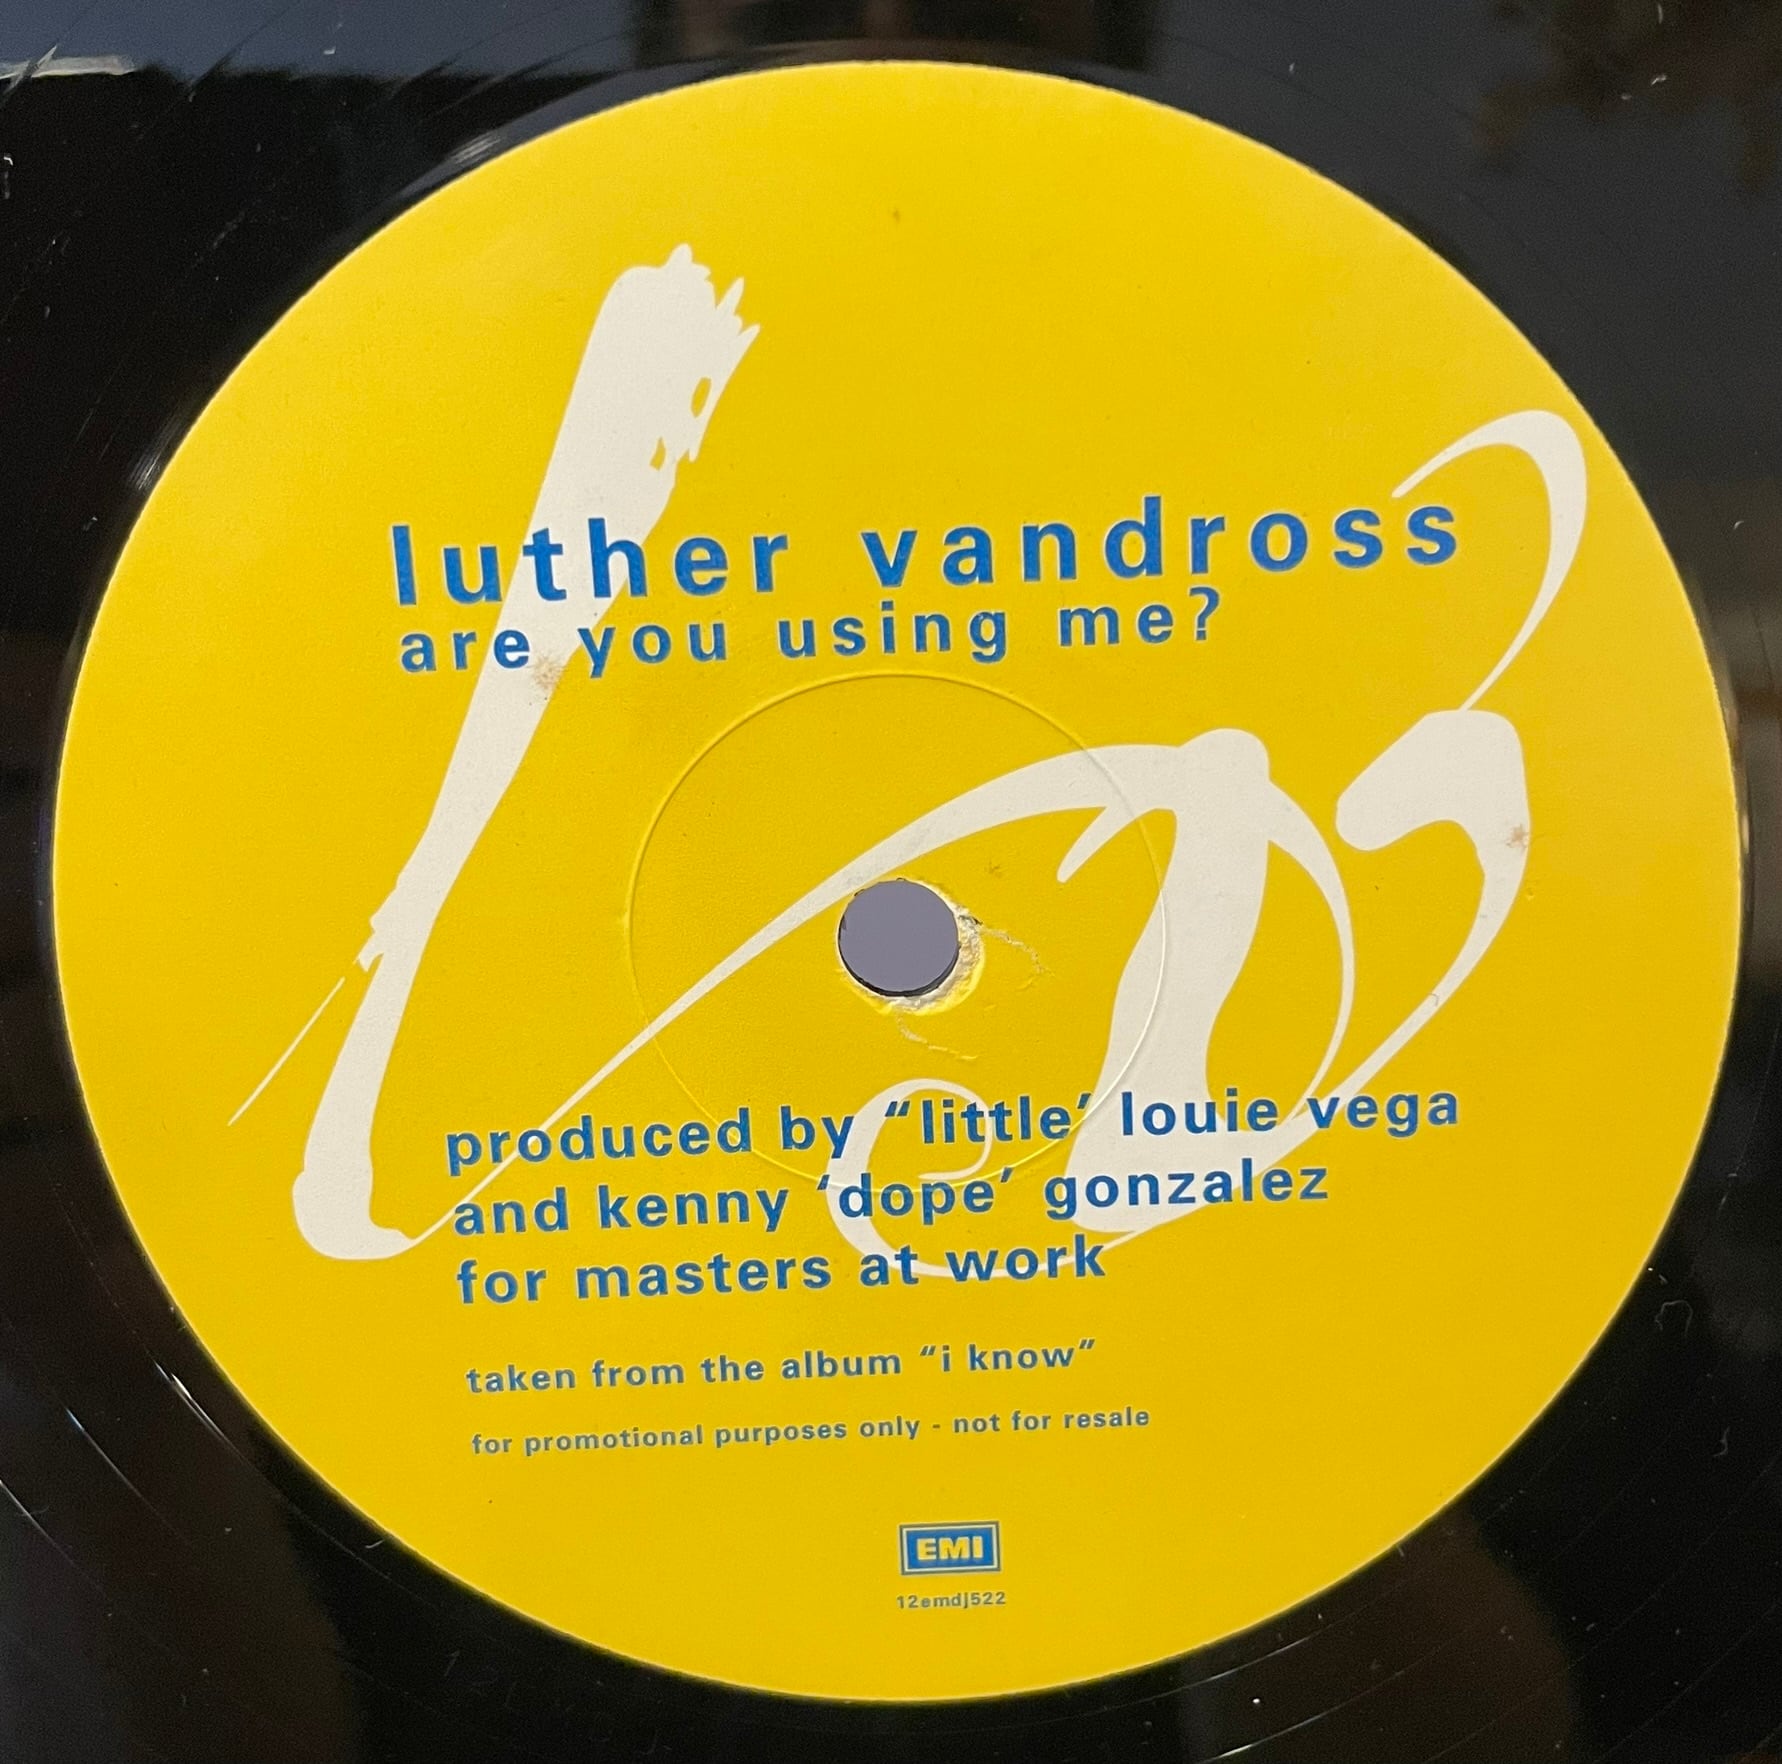 luther vandross
are you using me?
produced by "little' louie vega
and kenny 'dope' gonzalez
for masters at work
taken from the album "i know"
for promotional purposes only - not for resale
EMI
12emdj522